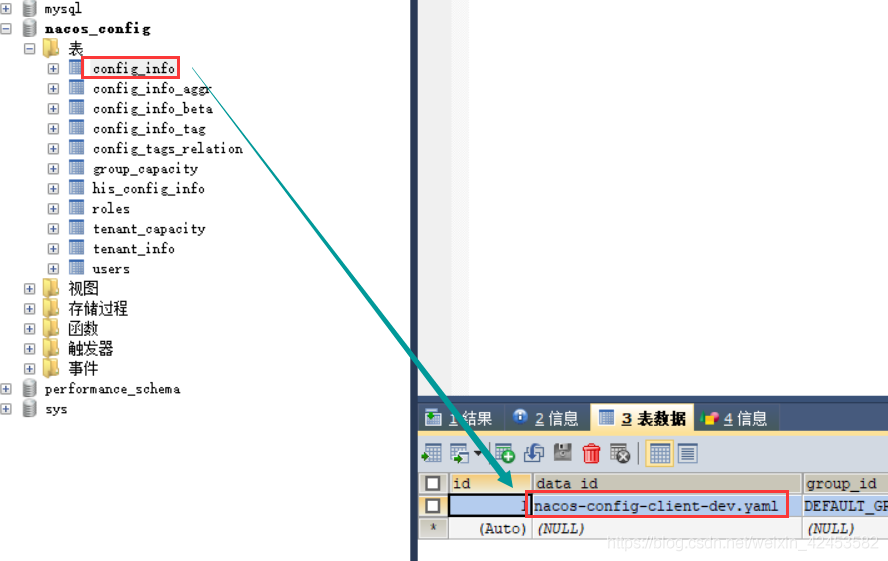 mysql
nacos_config
表
config_info
config_info_aggr
config_info_beta
config_info_tag
config_tags_relation
group_capacity
his_config_info
roles
tenant_capacity
tenant_info
users
视图
存储过程
函数
触发器
事件
performance_schema
sys
1 结果 2 信息 3 表数据 4 信息
id data_id group_id
1 nacos-config-client-dev.yaml DEFAULT_GR
* (Auto) (NULL) (NULL)
https://blog.csdn.net/weixin_42453582